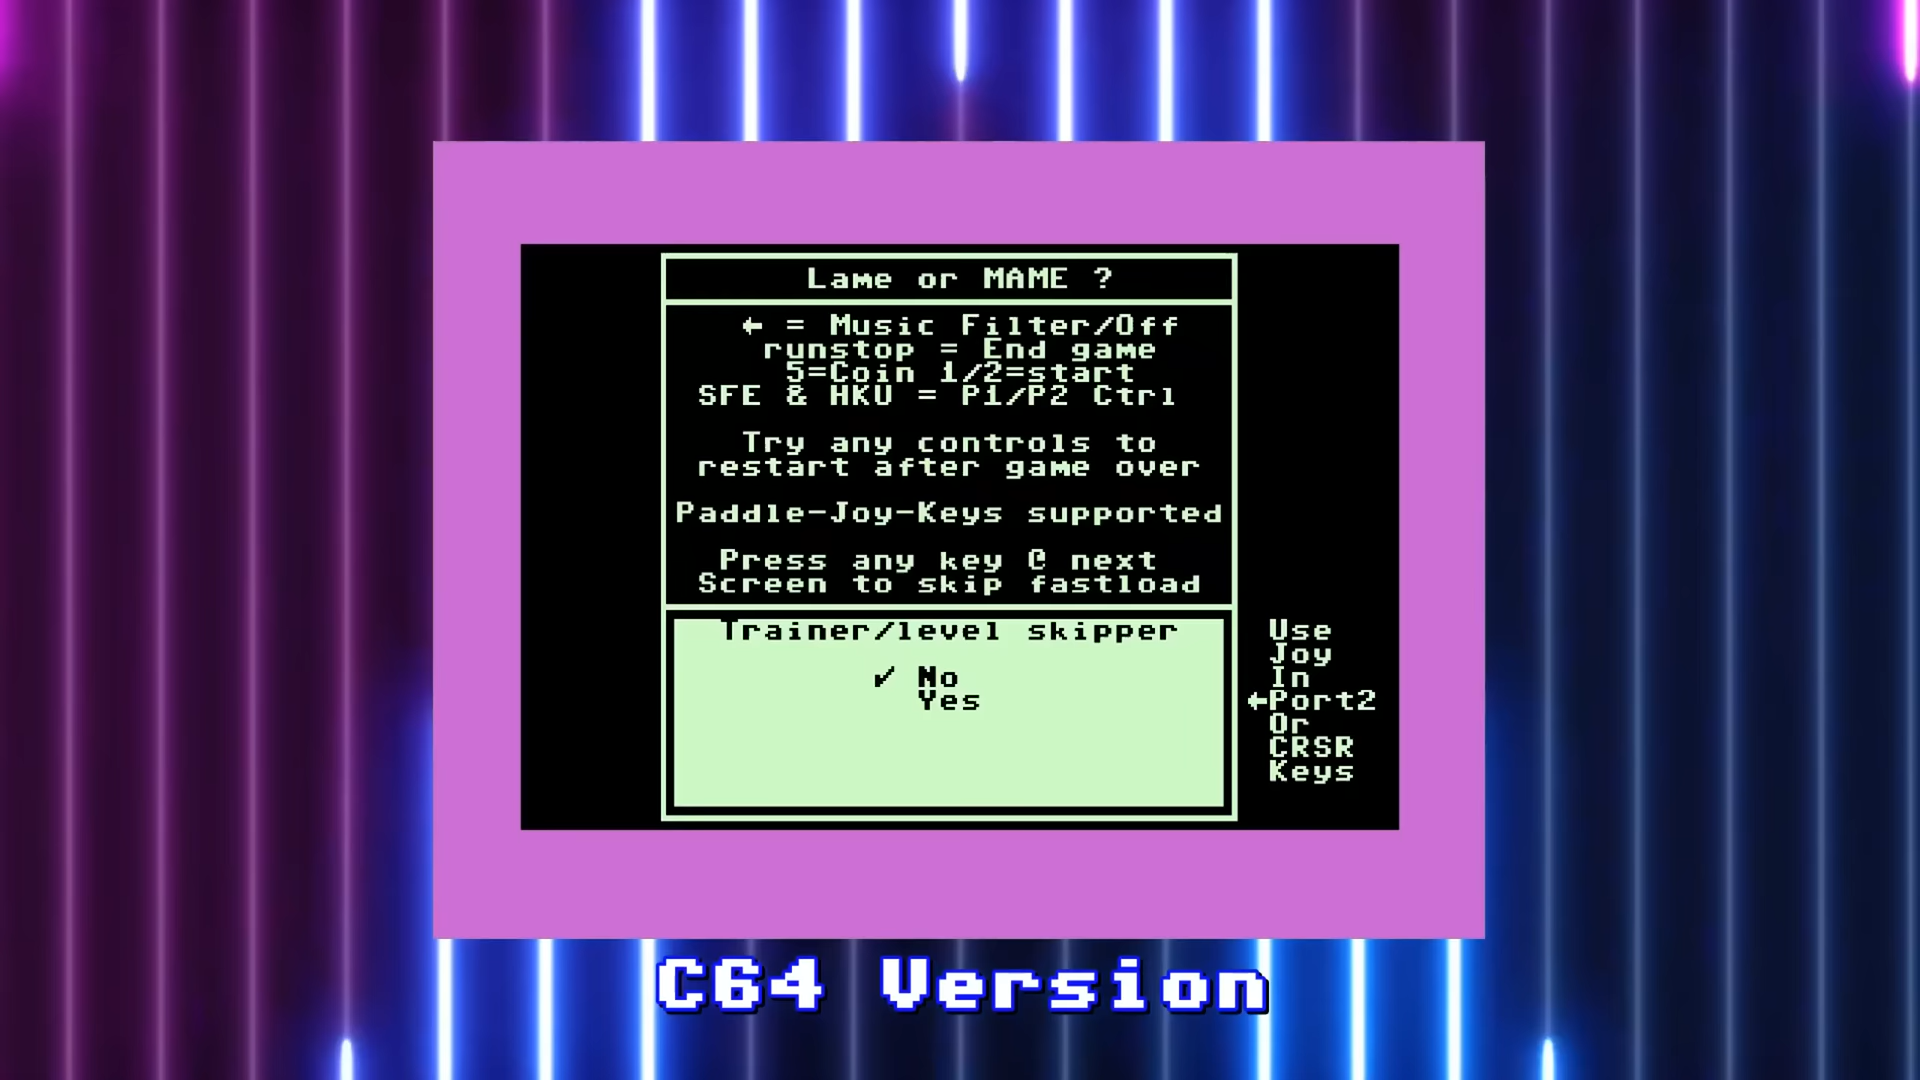 Lame or MAME ?
← = Music Filter/Off
runstop = End game
5=Coin 1/2=start
SFE & HKU = P1/P2 Ctrl
Try any controls to
restart after game over
Paddle-Joy-Keys supported
Press any key @ next
Screen to skip fastload
Trainer/level skipper
✓ No
Yes
Use
Joy
In
←Port2
Or
CRSR
Keys
C64 Version